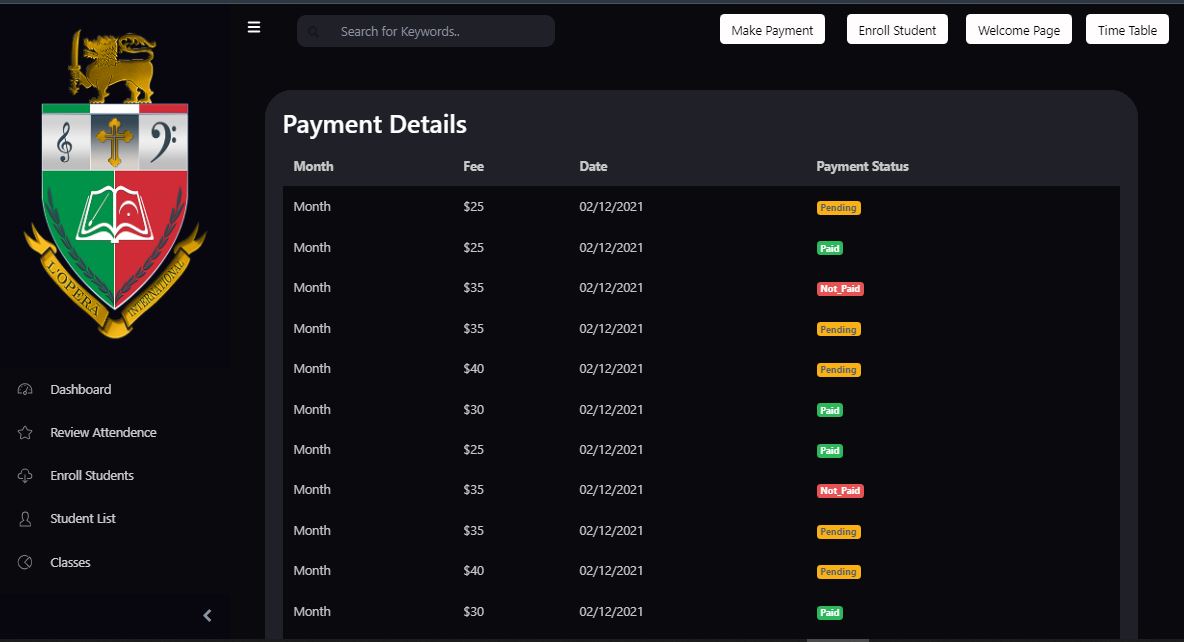 Search for Keywords..
Make Payment
Enroll Student
Welcome Page
Time Table
L'OPERA INTERNATIONAL
Dashboard
Review Attendence
Enroll Students
Student List
Classes
Payment Details
Month Fee Date Payment Status
Month $25 02/12/2021 Pending
Month $25 02/12/2021 Paid
Month $35 02/12/2021 Not_Paid
Month $35 02/12/2021 Pending
Month $40 02/12/2021 Pending
Month $30 02/12/2021 Paid
Month $25 02/12/2021 Paid
Month $35 02/12/2021 Not_Paid
Month $35 02/12/2021 Pending
Month $40 02/12/2021 Pending
Month $30 02/12/2021 Paid